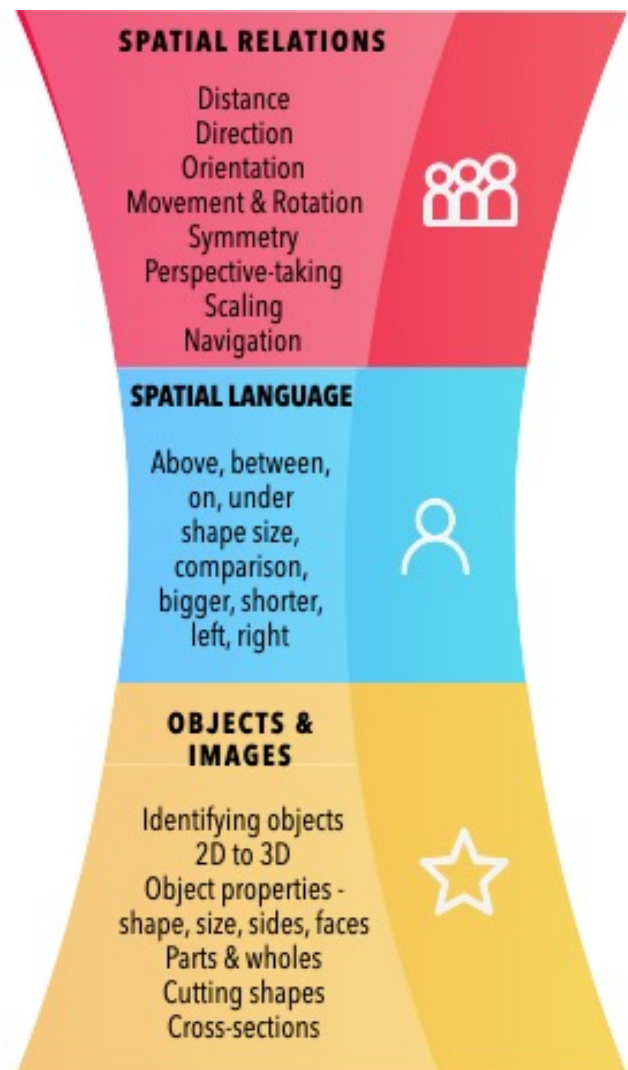 SPATIAL RELATIONS
Distance
Direction
Orientation
Movement & Rotation
Symmetry
Perspective-taking
Scaling
Navigation
SPATIAL LANGUAGE
Above, between,
on, under
shape size,
comparison,
bigger, shorter,
left, right
OBJECTS &
IMAGES
Identifying objects
2D to 3D
Object properties -
shape, size, sides, faces
Parts & wholes
Cutting shapes
Cross-sections